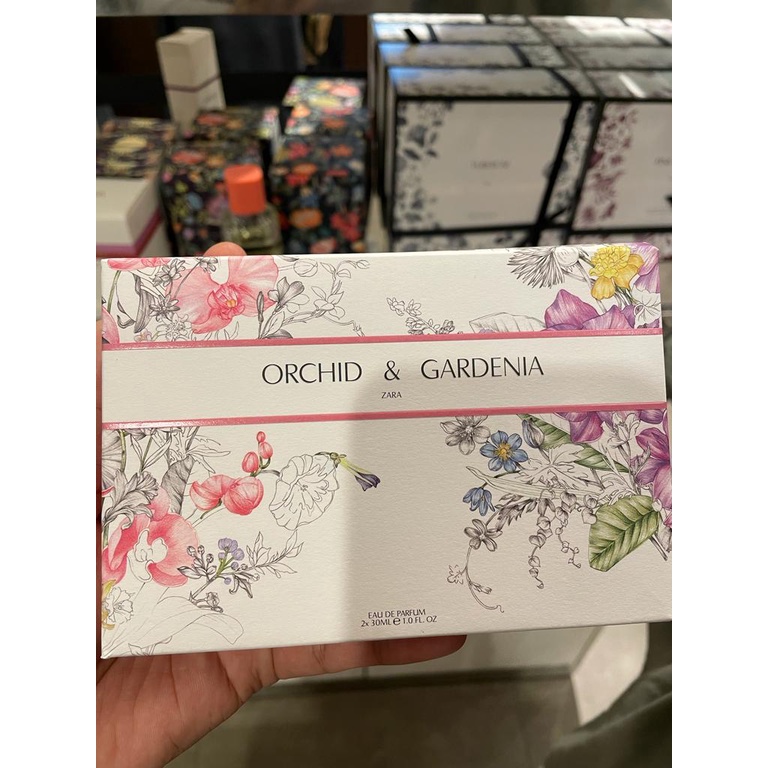 ORCHID & GARDENIA
ZARA
EAU DE PARFUM
2x 30ML ℮ 1.0 FL. OZ